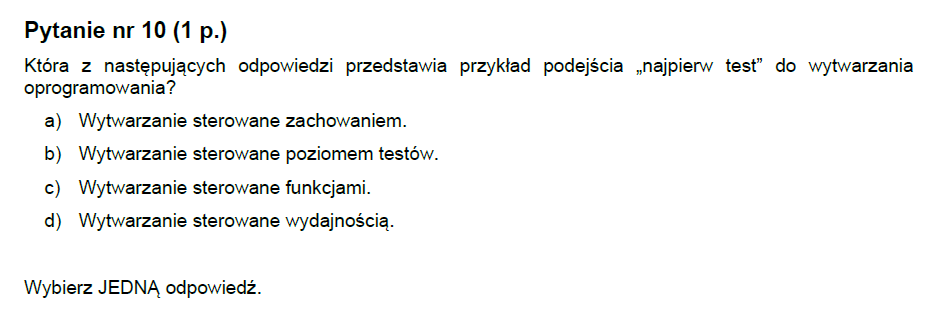 Pytanie nr 10 (1 p.)
Która z następujących odpowiedzi przedstawia przykład podejścia „najpierw test” do wytwarzania
oprogramowania?
a) Wytwarzanie sterowane zachowaniem.
b) Wytwarzanie sterowane poziomem testów.
c) Wytwarzanie sterowane funkcjami.
d) Wytwarzanie sterowane wydajnością.
Wybierz JEDNĄ odpowiedź.